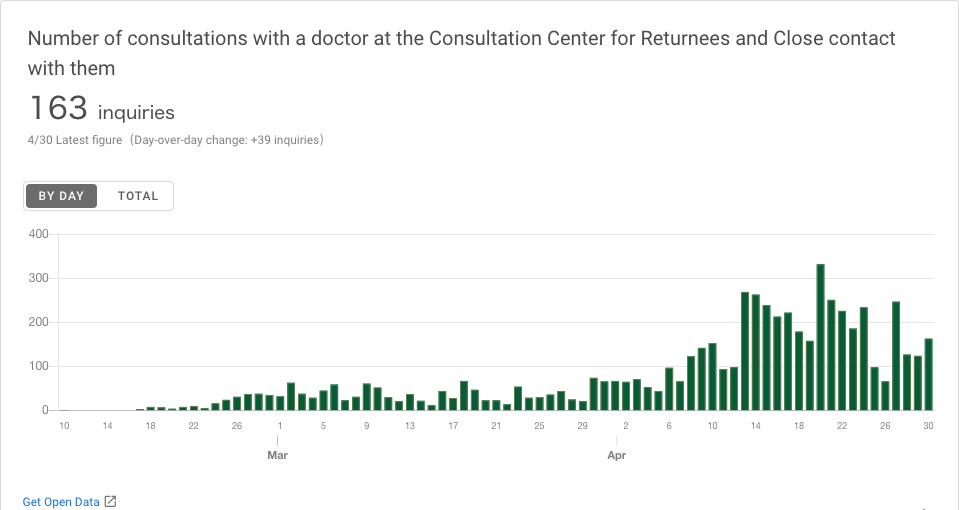 Number of consultations with a doctor at the Consultation Center for Returnees and Close contact
with them
163 inquiries
4/30 Latest figure（Day-over-day change: +39 inquiries）
BY DAY TOTAL
400
300
200
100
0
10 14 18 22 26 1 5 9 13 17 21 25 29 2 6 10 14 18 22 26 30
Mar Apr
Get Open Data